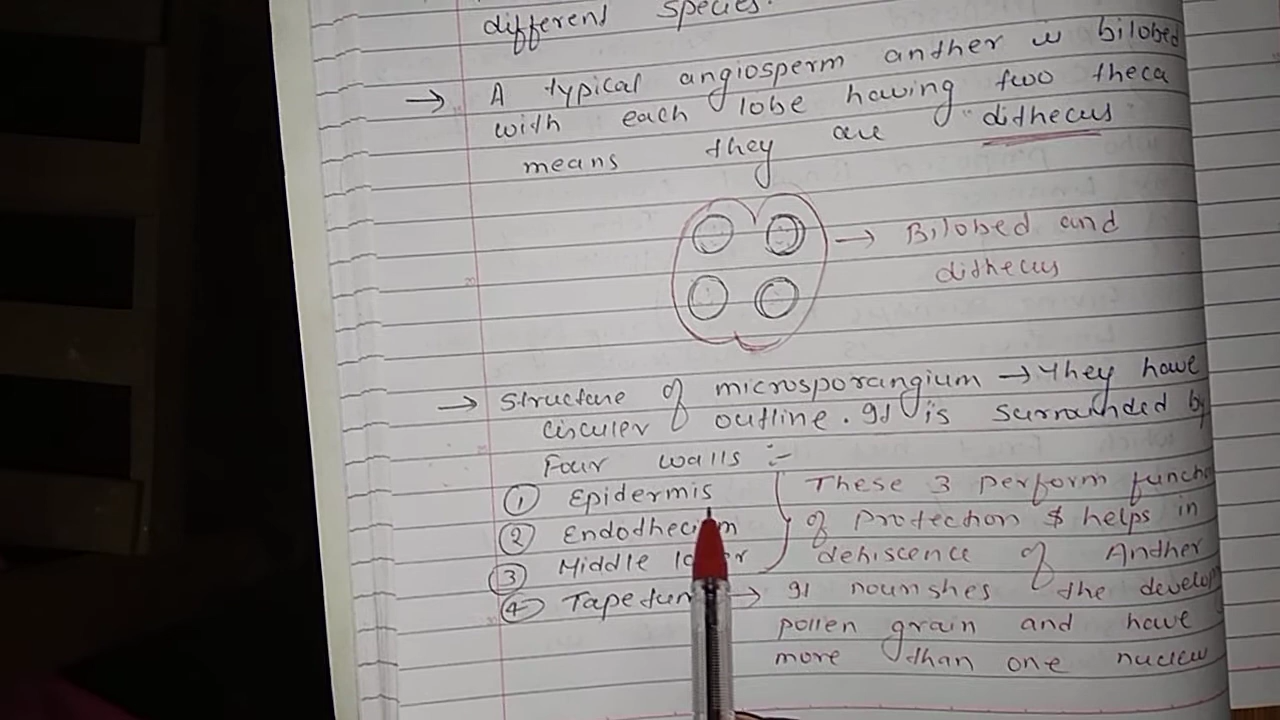 different species.
→ A typical angiosperm anther is bilobed
with each lobe having two theca
means they are dithecus
→ Bilobed and
dithecus
→ Structure of microsporangium → They have
circuler outline. It is surrounded by
Four walls :-
① Epidermis
② Endothecium
③ Middle layer
④ Tapetum → It nourishes the develop
pollen grain and have
more than one nucleu
These 3 perform functi
of Protection & helps in
dehiscence of Anther